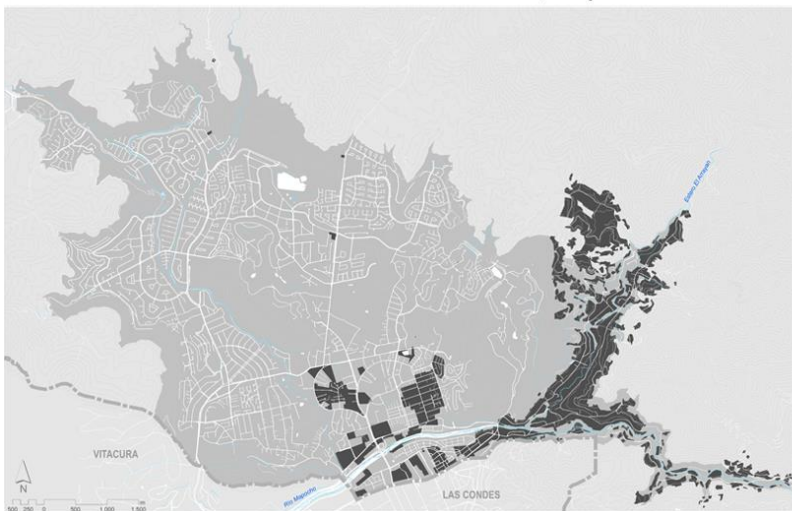 Estero El Arrayán
VITACURA
N
500 250 0 500 1.000 1.500
Río Mapocho
LAS CONDES